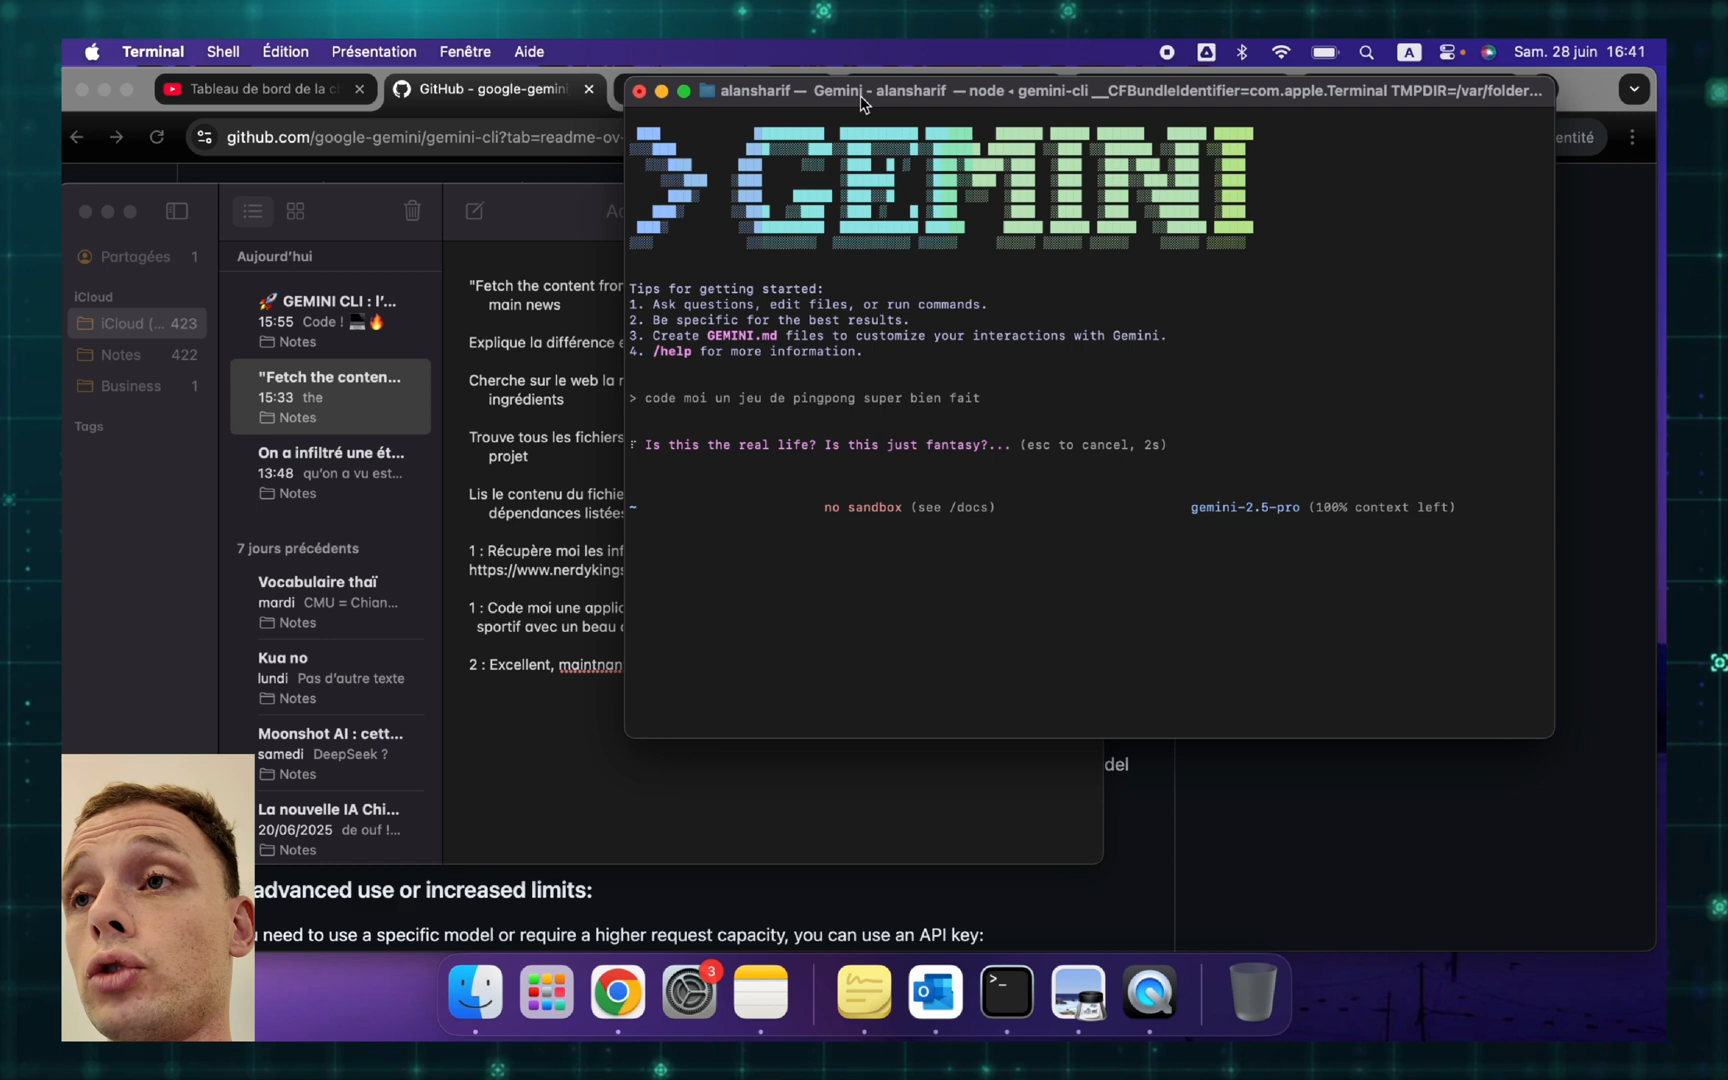 Terminal Shell Édition Présentation Fenêtre Aide
A Sam. 28 juin 16:41
Tableau de bord de la c
GitHub - google-gemini
github.com/google-gemini/gemini-cli?tab=readme-ov-
entité
alansharif — Gemini - alansharif — node ◂ gemini-cli __CFBundleIdentifier=com.apple.Terminal TMPDIR=/var/folder...
>GEMINI
Tips for getting started:
1. Ask questions, edit files, or run commands.
2. Be specific for the best results.
3. Create GEMINI.md files to customize your interactions with Gemini.
4. /help for more information.
> code moi un jeu de pingpong super bien fait
Is this the real life? Is this just fantasy?... (esc to cancel, 2s)
~ no sandbox (see /docs) gemini-2.5-pro (100% context left)
Partagées 1
iCloud
iCloud (... 423
Notes 422
Business 1
Tags
Aujourd'hui
🚀 GEMINI CLI : l'...
15:55 Code ! 💻🔥
Notes
"Fetch the conten...
15:33 the
Notes
On a infiltré une ét...
13:48 qu'on a vu est...
Notes
7 jours précédents
Vocabulaire thaï
mardi CMU = Chian...
Notes
Kua no
lundi Pas d'autre texte
Notes
Moonshot AI : cett...
samedi DeepSeek ?
Notes
La nouvelle IA Chi...
20/06/2025 de ouf !...
Notes
"Fetch the content from
main news
Explique la différence e
Cherche sur le web la r
ingrédients
Trouve tous les fichiers
projet
Lis le contenu du fichie
dépendances listées
1 : Récupère moi les inf
https://www.nerdykings
1 : Code moi une applic
sportif avec un beau
2 : Excellent, maintnan
del
advanced use or increased limits:
need to use a specific model or require a higher request capacity, you can use an API key:
3